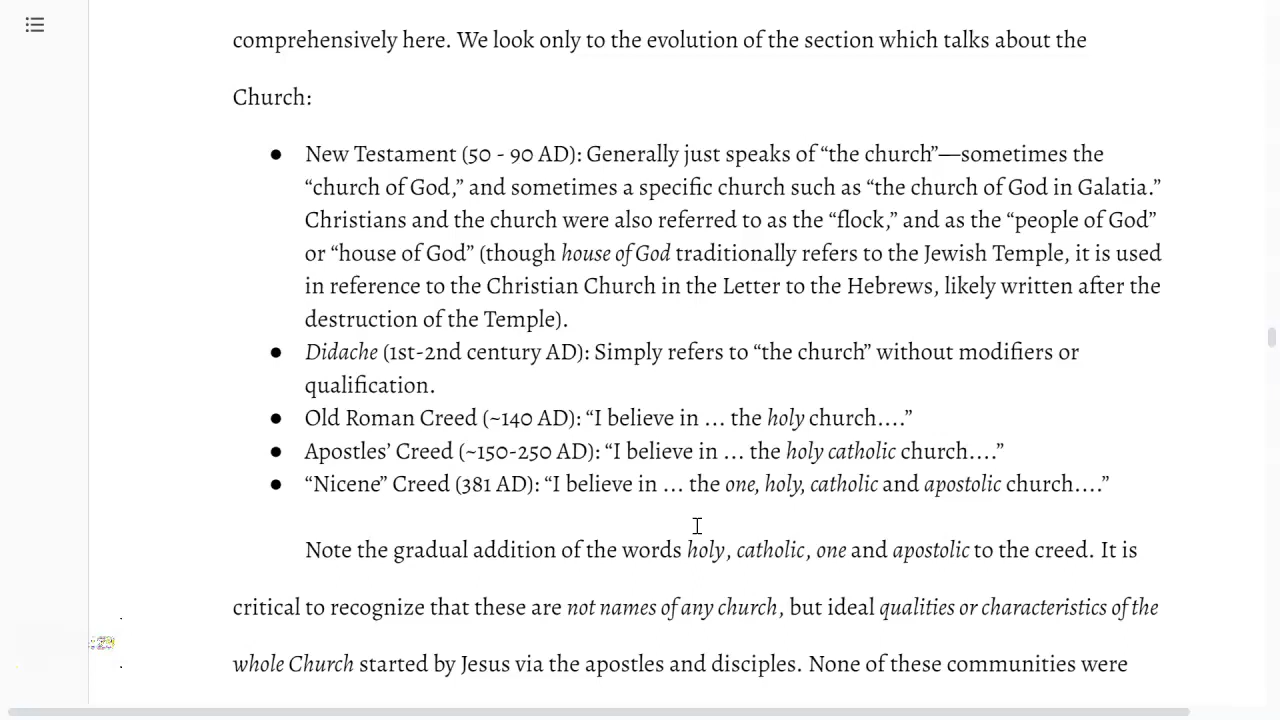 comprehensively here. We look only to the evolution of the section which talks about the
Church:
● New Testament (50 - 90 AD): Generally just speaks of “the church”—sometimes the
“church of God,” and sometimes a specific church such as “the church of God in Galatia.”
Christians and the church were also referred to as the “flock,” and as the “people of God”
or “house of God” (though house of God traditionally refers to the Jewish Temple, it is used
in reference to the Christian Church in the Letter to the Hebrews, likely written after the
destruction of the Temple).
● Didache (1st-2nd century AD): Simply refers to “the church” without modifiers or
qualification.
● Old Roman Creed (~140 AD): “I believe in … the holy church….”
● Apostles’ Creed (~150-250 AD): “I believe in … the holy catholic church….”
● “Nicene” Creed (381 AD): “I believe in … the one, holy, catholic and apostolic church….”
Note the gradual addition of the words holy, catholic, one and apostolic to the creed. It is
critical to recognize that these are not names of any church, but ideal qualities or characteristics of the
whole Church started by Jesus via the apostles and disciples. None of these communities were